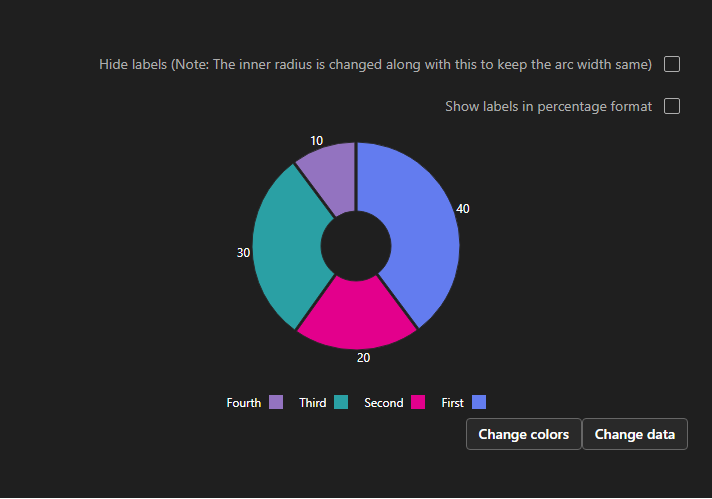 Hide labels (Note: The inner radius is changed along with this to keep the arc width same)
Show labels in percentage format
10
40
30
20
Fourth Third Second First
Change colors Change data